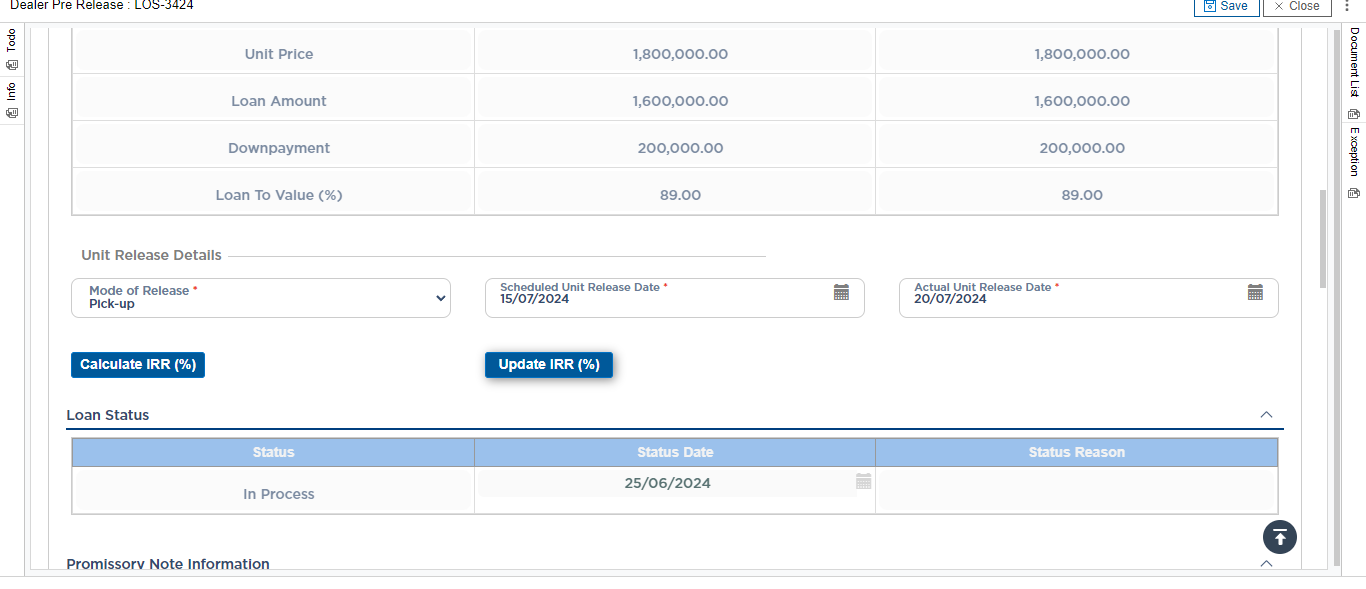 Dealer Pre Release : LOS-3424
Save
Close
Todo
Info
Document List
Exception
Unit Price 1,800,000.00 1,800,000.00
Loan Amount 1,600,000.00 1,600,000.00
Downpayment 200,000.00 200,000.00
Loan To Value (%) 89.00 89.00
Unit Release Details
Mode of Release *
Pick-up
Scheduled Unit Release Date *
15/07/2024
Actual Unit Release Date *
20/07/2024
Calculate IRR (%)
Update IRR (%)
Loan Status
Status Status Date Status Reason
In Process 25/06/2024
Promissory Note Information